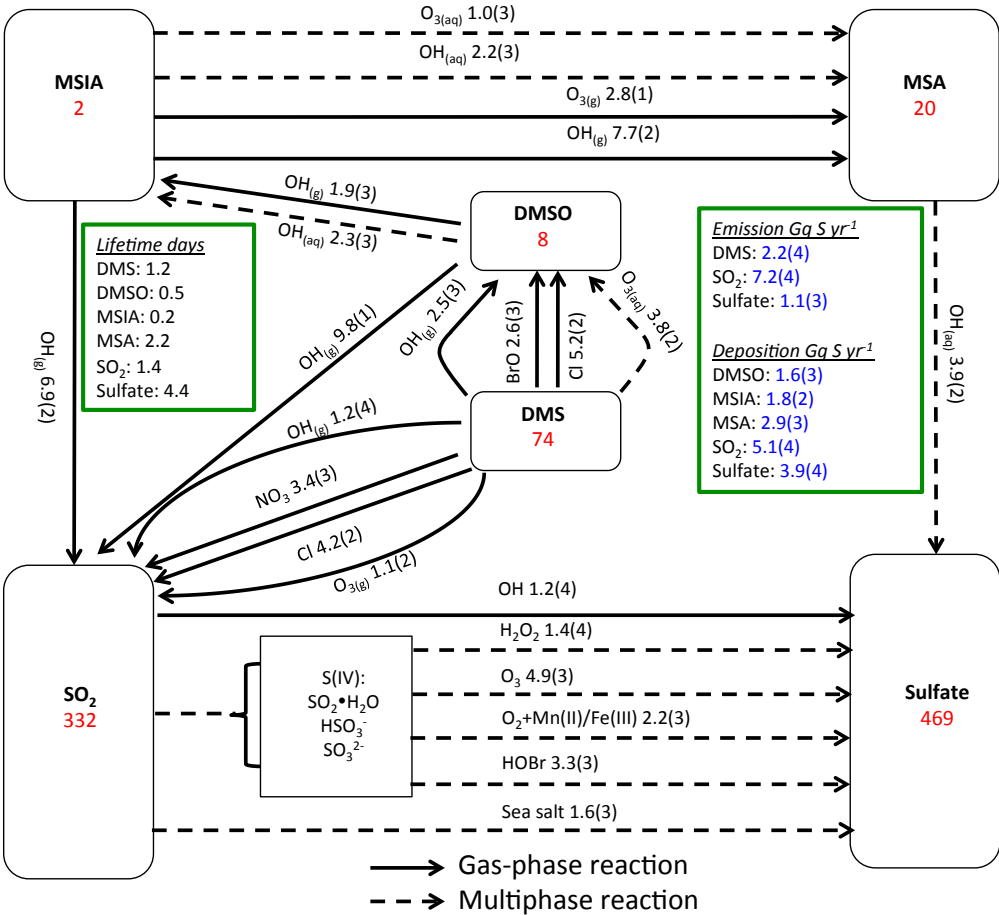 O3(aq) 1.0(3)
OH(aq) 2.2(3)
O3(g) 2.8(1)
OH(g) 7.7(2)
MSIA
2
MSA
20
OH(g) 1.9(3)
OH(aq) 2.3(3)
DMSO
8
Lifetime days
DMS: 1.2
DMSO: 0.5
MSIA: 0.2
MSA: 2.2
SO2: 1.4
Sulfate: 4.4
Emission Gq S yr-1
DMS: 2.2(4)
SO2: 7.2(4)
Sulfate: 1.1(3)
Deposition Gq S yr-1
DMSO: 1.6(3)
MSIA: 1.8(2)
MSA: 2.9(3)
SO2: 5.1(4)
Sulfate: 3.9(4)
OH(g) 6.9(2)
OH(g) 9.8(1)
OH(g) 2.5(3)
BrO 2.6(3)
Cl 5.2(2)
O3(aq) 3.8(2)
OH(aq) 3.9(2)
DMS
74
OH(g) 1.2(4)
NO3 3.4(3)
Cl 4.2(2)
O3(g) 1.1(2)
SO2
332
Sulfate
469
OH 1.2(4)
H2O2 1.4(4)
O3 4.9(3)
O2+Mn(II)/Fe(III) 2.2(3)
HOBr 3.3(3)
Sea salt 1.6(3)
S(IV):
SO2•H2O
HSO3-
SO32-
Gas-phase reaction
Multiphase reaction